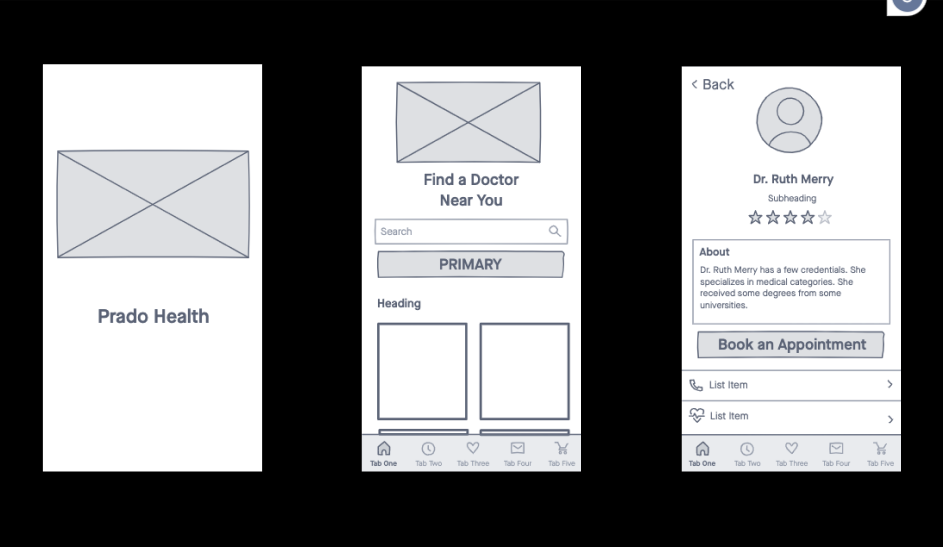 Prado Health
Find a Doctor
Near You
Search
PRIMARY
Heading
Tab One Tab Two Tab Three Tab Four Tab Five
Back
Dr. Ruth Merry
Subheading
About
Dr. Ruth Merry has a few credentials. She
specializes in medical categories. She
received some degrees from some
universities.
Book an Appointment
List Item
List Item
Tab One Tab Two Tab Three Tab Four Tab Five